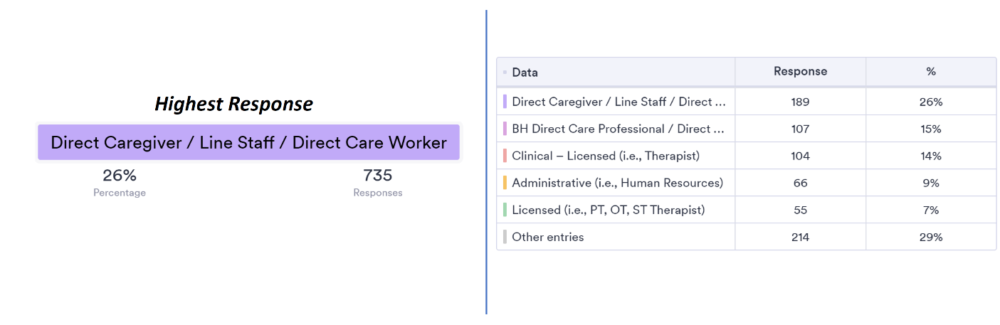 Highest Response
Direct Caregiver / Line Staff / Direct Care Worker
26% 735
Percentage Responses
Data Response %
Direct Caregiver / Line Staff / Direct ... 189 26%
BH Direct Care Professional / Direct ... 107 15%
Clinical – Licensed (i.e., Therapist) 104 14%
Administrative (i.e., Human Resources) 66 9%
Licensed (i.e., PT, OT, ST Therapist) 55 7%
Other entries 214 29%